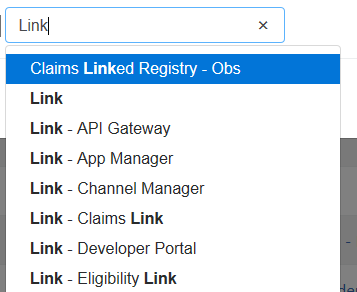 Link ×
Claims Linked Registry - Obs
Link
Link - API Gateway
Link - App Manager
Link - Channel Manager
Link - Claims Link
Link - Developer Portal
Link - Eligibility Link